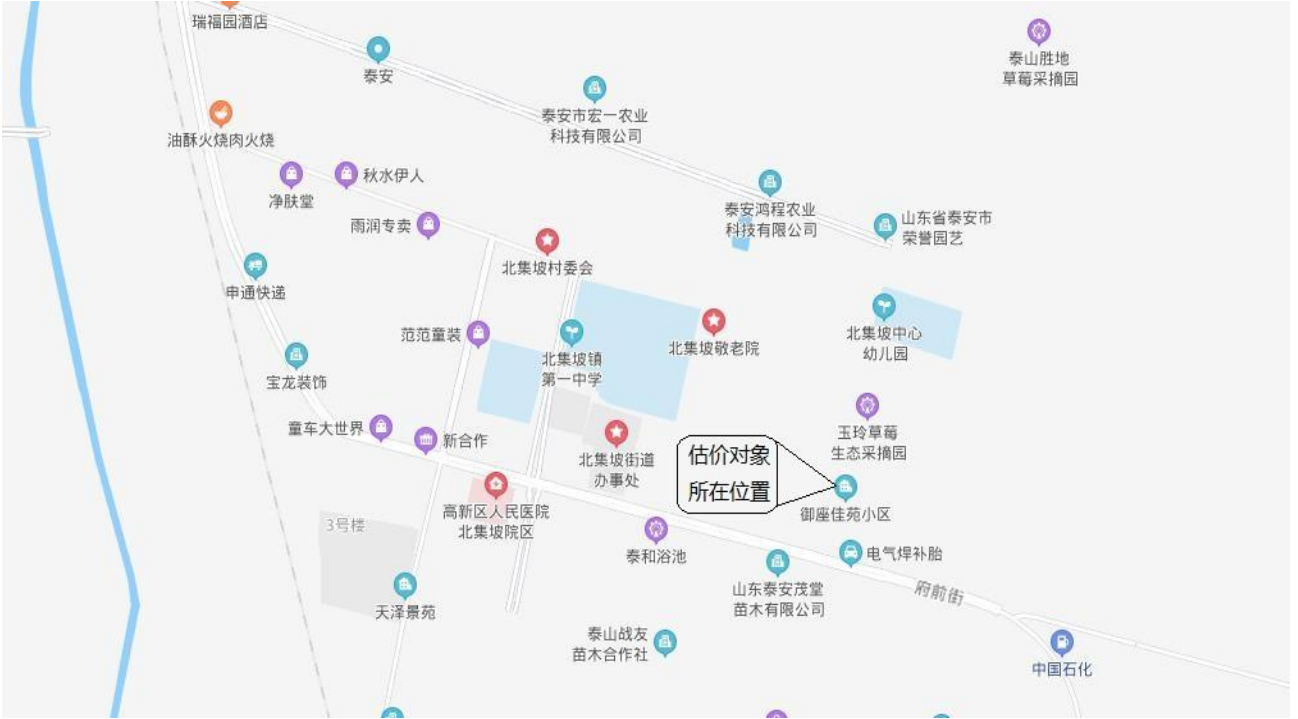 瑞福园酒店
泰安
泰山胜地
草莓采摘园
泰安市宏一农业
科技有限公司
油酥火烧肉火烧
秋水伊人
净肤堂
雨润专卖
泰安鸿程农业
科技有限公司
山东省泰安市
荣誉园艺
北集坡村委会
申通快递
范范童装
北集坡镇
第一中学
北集坡敬老院
北集坡中心
幼儿园
宝龙装饰
童车大世界
新合作
北集坡街道
办事处
玉玲草莓
生态采摘园
估价对象
所在位置
御座佳苑小区
高新区人民医院
北集坡院区
3号楼
泰和浴池
电气焊补胎
山东泰安茂堂
苗木有限公司
府前街
天泽景苑
泰山战友
苗木合作社
中国石化